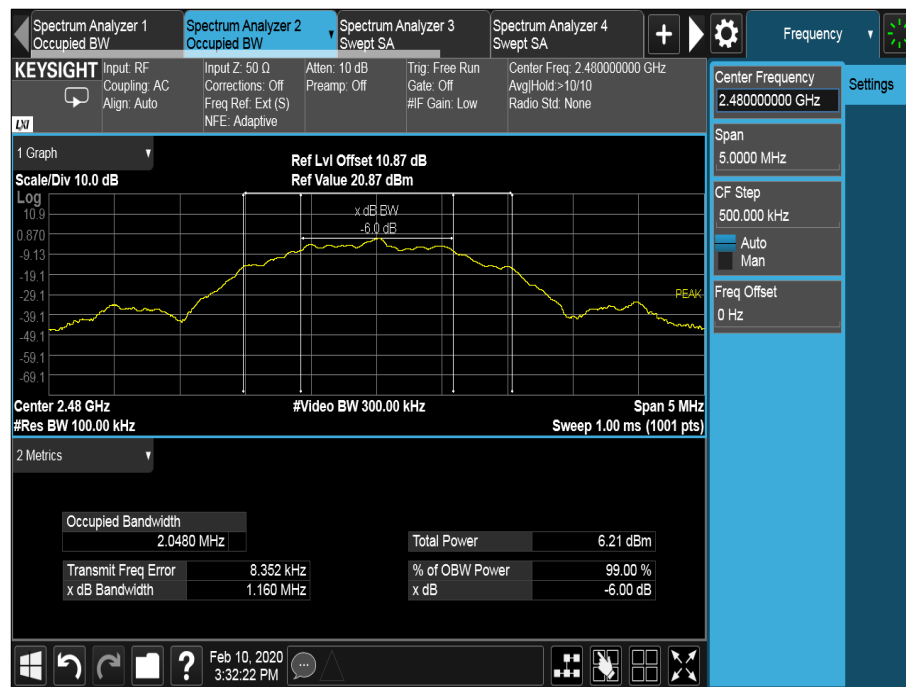 Spectrum Analyzer 1
Occupied BW
Spectrum Analyzer 2
Occupied BW
Spectrum Analyzer 3
Swept SA
Spectrum Analyzer 4
Swept SA
Frequency
KEYSIGHT
LXI
Input: RF
Coupling: AC
Align: Auto
Input Z: 50 Ω
Corrections: Off
Freq Ref: Ext (S)
NFE: Adaptive
Atten: 10 dB
Preamp: Off
Trig: Free Run
Gate: Off
#IF Gain: Low
Center Freq: 2.480000000 GHz
Avg|Hold:>10/10
Radio Std: None
Center Frequency
2.480000000 GHz
Settings
Span
5.0000 MHz
CF Step
500.000 kHz
Auto
Man
Freq Offset
0 Hz
1 Graph
Scale/Div 10.0 dB
Ref Lvl Offset 10.87 dB
Ref Value 20.87 dBm
Log
10.9
0.870
-9.13
-19.1
-29.1
-39.1
-49.1
-59.1
-69.1
x dB BW
-6.0 dB
PEAK
Center 2.48 GHz
#Video BW 300.00 kHz
Span 5 MHz
#Res BW 100.00 kHz
Sweep 1.00 ms (1001 pts)
2 Metrics
Occupied Bandwidth
2.0480 MHz
Total Power 6.21 dBm
Transmit Freq Error 8.352 kHz
% of OBW Power 99.00 %
x dB Bandwidth 1.160 MHz
x dB -6.00 dB
?
Feb 10, 2020
3:32:22 PM